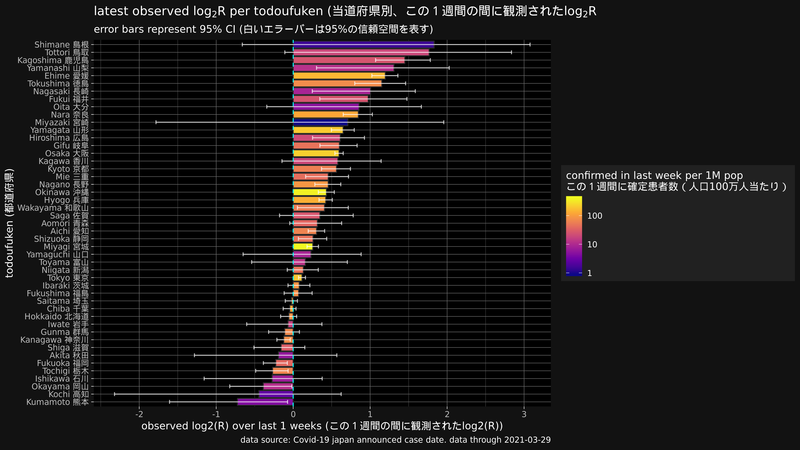 latest observed log2R per todoufuken (当道府県別、この１週間の間に観測されたlog2R
error bars represent 95% CI (白いエラーバーは95%の信頼空間を表す)
todoufuken (都道府県)
Shimane 島根
Tottori 鳥取
Kagoshima 鹿児島
Yamanashi 山梨
Ehime 愛媛
Tokushima 徳島
Nagasaki 長崎
Fukui 福井
Oita 大分
Nara 奈良
Miyazaki 宮崎
Yamagata 山形
Hiroshima 広島
Gifu 岐阜
Osaka 大阪
Kagawa 香川
Kyoto 京都
Mie 三重
Nagano 長野
Okinawa 沖縄
Hyogo 兵庫
Wakayama 和歌山
Saga 佐賀
Aomori 青森
Aichi 愛知
Shizuoka 静岡
Miyagi 宮城
Yamaguchi 山口
Toyama 富山
Niigata 新潟
Tokyo 東京
Ibaraki 茨城
Fukushima 福島
Saitama 埼玉
Chiba 千葉
Hokkaido 北海道
Iwate 岩手
Gunma 群馬
Kanagawa 神奈川
Shiga 滋賀
Akita 秋田
Fukuoka 福岡
Tochigi 栃木
Ishikawa 石川
Okayama 岡山
Kochi 高知
Kumamoto 熊本
-2 -1 0 1 2 3
observed log2(R) over last 1 weeks (この１週間の間に観測されたlog2(R))
data source: Covid-19 japan announced case date. data through 2021-03-29
confirmed in last week per 1M pop
この１週間に確定患者数 ( 人口100万人当たり )
100
10
1